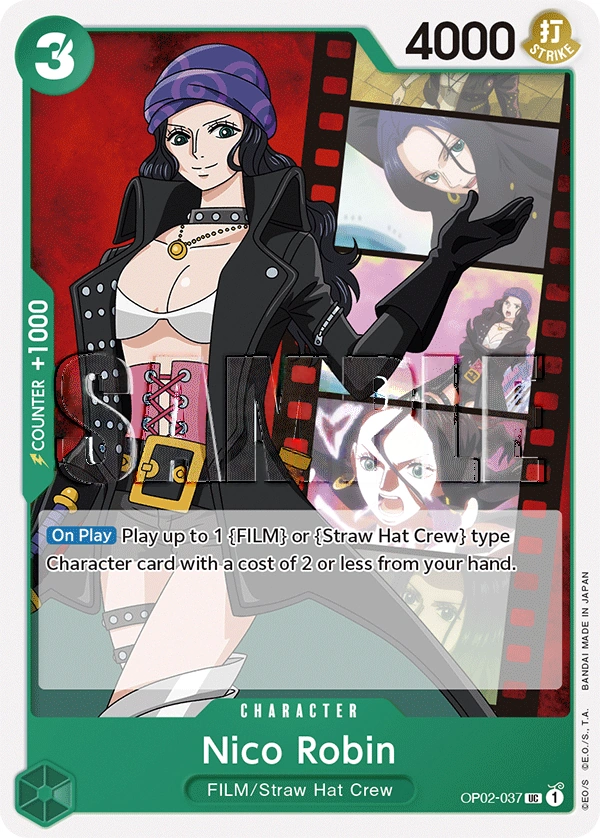 3
4000
打
STRIKE
COUNTER +1000
SAMPLE
On Play Play up to 1 {FILM} or {Straw Hat Crew} type
Character card with a cost of 2 or less from your hand.
CHARACTER
Nico Robin
FILM/Straw Hat Crew
OP02-037 UC 1
©EO/S ©E.O./S., T.A. BANDAI MADE IN JAPAN